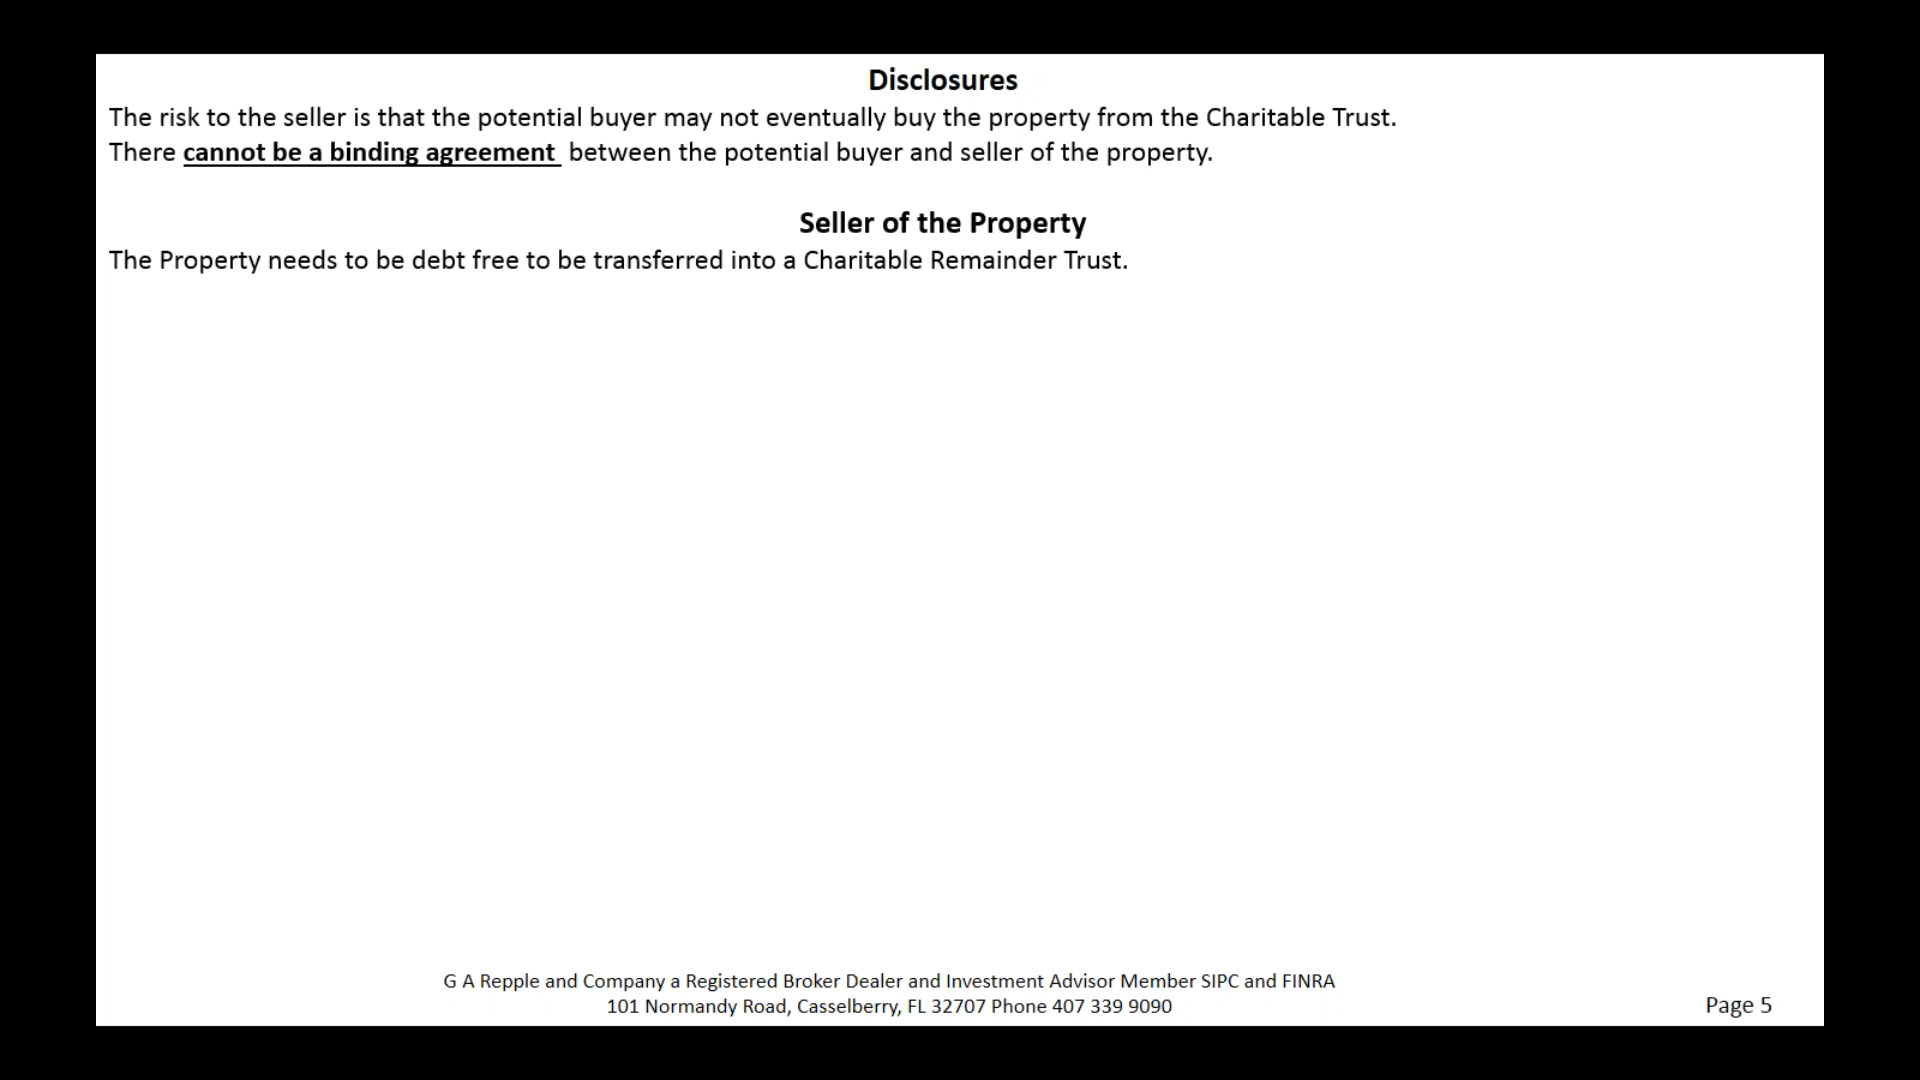 Disclosures
The risk to the seller is that the potential buyer may not eventually buy the property from the Charitable Trust.
There cannot be a binding agreement between the potential buyer and seller of the property.
Seller of the Property
The Property needs to be debt free to be transferred into a Charitable Remainder Trust.
G A Repple and Company a Registered Broker Dealer and Investment Advisor Member SIPC and FINRA
101 Normandy Road, Casselberry, FL 32707 Phone 407 339 9090
Page 5